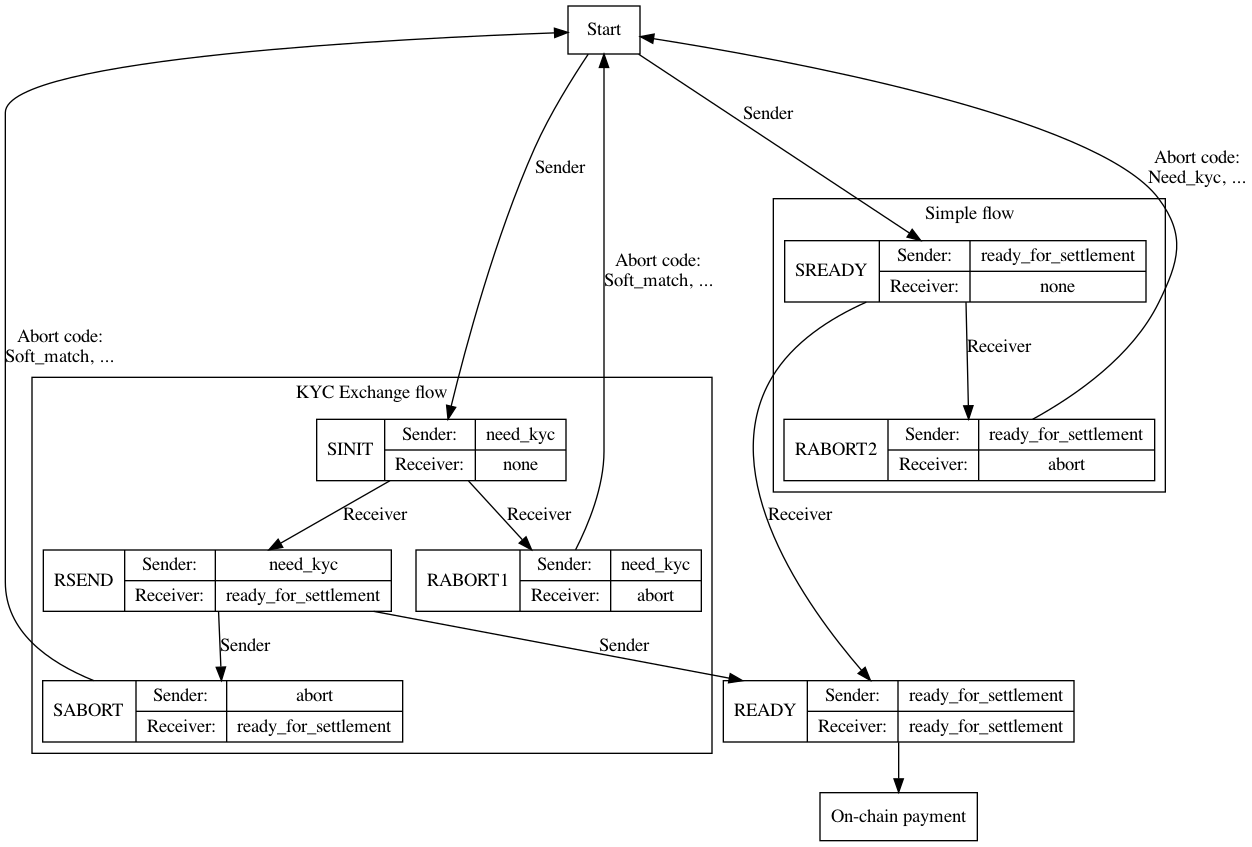 Start
Sender
Sender
Abort code:
Need_kyc, ...
Simple flow
SREADY
Sender:
ready_for_settlement
Receiver:
none
Abort code:
Soft_match, ...
Abort code:
Soft_match, ...
Receiver
KYC Exchange flow
SINIT
Sender:
need_kyc
Receiver:
none
RABORT2
Sender:
ready_for_settlement
Receiver:
abort
Receiver
Receiver
Receiver
RSEND
Sender:
need_kyc
Receiver:
ready_for_settlement
RABORT1
Sender:
need_kyc
Receiver:
abort
Sender
Sender
SABORT
Sender:
abort
Receiver:
ready_for_settlement
READY
Sender:
ready_for_settlement
Receiver:
ready_for_settlement
On-chain payment